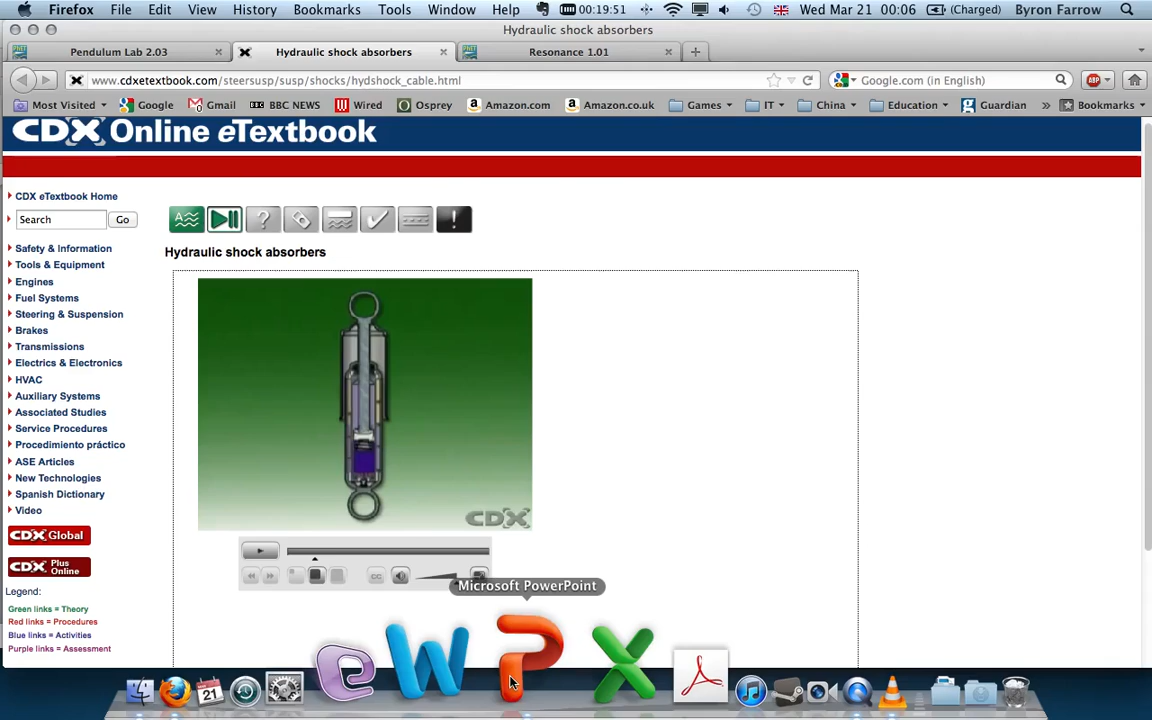 Firefox File Edit View History Bookmarks Tools Window Help (0:19:51) Wed Mar 21 00:06 (Charged) Byron Farrow
Hydraulic shock absorbers
Pendulum Lab 2.03 Hydraulic shock absorbers Resonance 1.01
www.cdxetextbook.com/steersusp/susp/shocks/hydshock_cable.html Google.com (in English)
Most Visited Google Gmail BBC NEWS Wired Osprey Amazon.com Amazon.co.uk Games IT China Education Guardian » Bookmarks
CDX Online eTextbook
CDX eTextbook Home
Search Go
Safety & Information
Tools & Equipment
Engines
Fuel Systems
Steering & Suspension
Brakes
Transmissions
Electrics & Electronics
HVAC
Auxiliary Systems
Associated Studies
Service Procedures
Procedimiento práctico
ASE Articles
New Technologies
Spanish Dictionary
Video
CDX Global
CDX Plus Online
Legend:
Green links = Theory
Red links = Procedures
Blue links = Activities
Purple links = Assessment
Hydraulic shock absorbers
CDX
CC
Microsoft PowerPoint